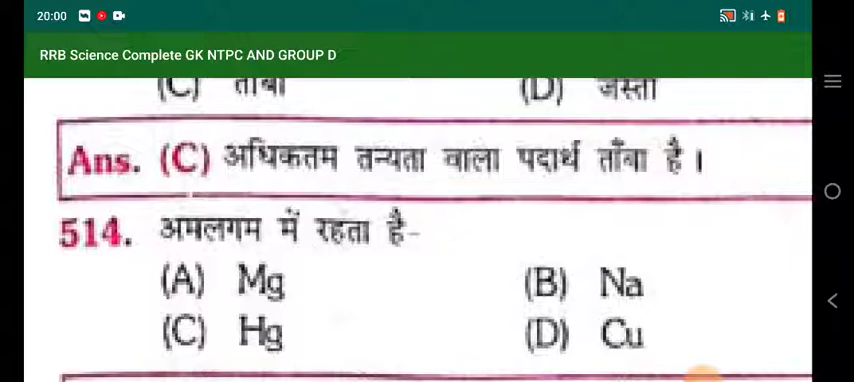 20:00
RRB Science Complete GK NTPC AND GROUP D
(C) ताँबा (D) जस्ता
Ans. (C) अधिकतम तन्यता वाला पदार्थ ताँबा है।
514. अमलगम में रहता है-
(A) Mg (B) Na
(C) Hg (D) Cu